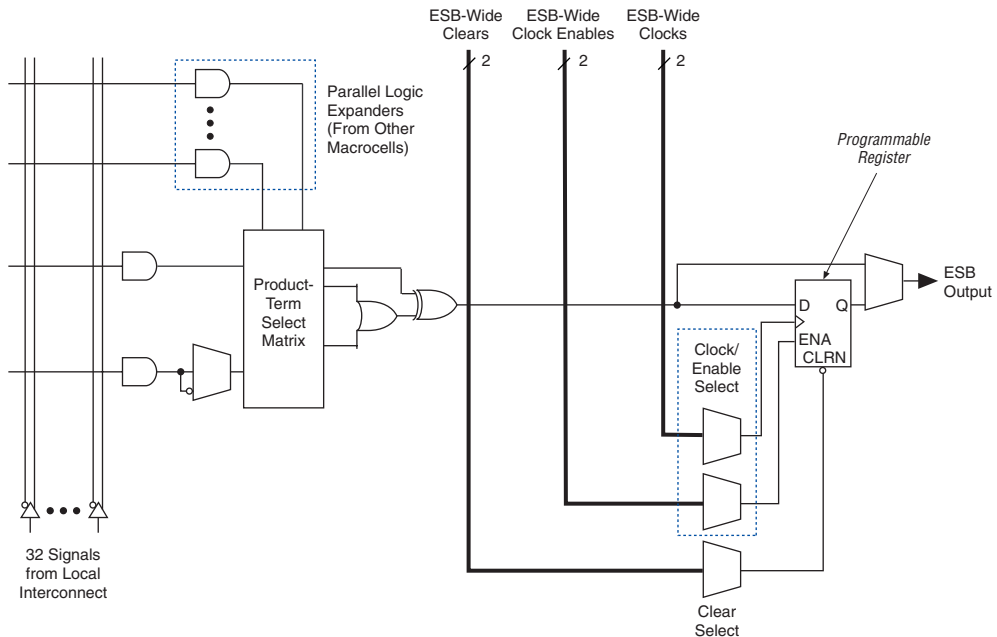 ESB-Wide
Clears
ESB-Wide
Clock Enables
ESB-Wide
Clocks
2
2
2
Parallel Logic
Expanders
(From Other
Macrocells)
Programmable
Register
Product-
Term
Select
Matrix
ESB
Output
D
Q
ENA
CLRN
Clock/
Enable
Select
32 Signals
from Local
Interconnect
Clear
Select